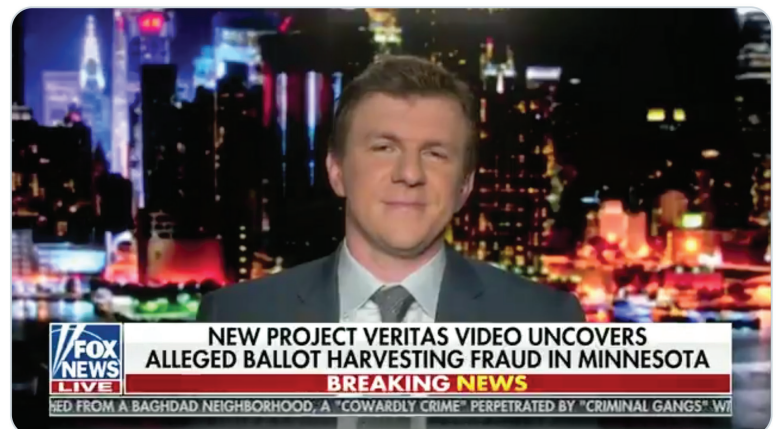 NEW PROJECT VERITAS VIDEO UNCOVERS
ALLEGED BALLOT HARVESTING FRAUD IN MINNESOTA
FOX
NEWS
LIVE
BREAKING NEWS
FROM A BAGHDAD NEIGHBORHOOD, A "COWARDLY CRIME" PERPETRATED BY "CRIMINAL GANGS"